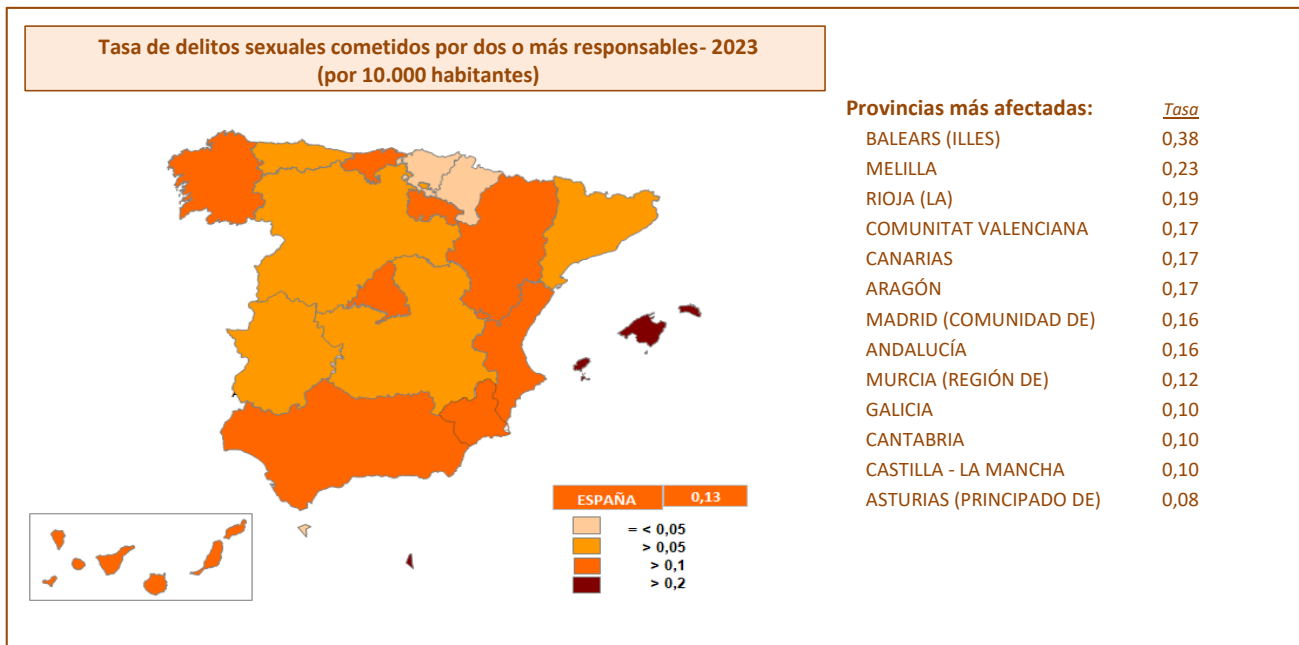 Tasa de delitos sexuales cometidos por dos o más responsables- 2023
(por 10.000 habitantes)
Provincias más afectadas: Tasa
BALEARS (ILLES) 0,38
MELILLA 0,23
RIOJA (LA) 0,19
COMUNITAT VALENCIANA 0,17
CANARIAS 0,17
ARAGÓN 0,17
MADRID (COMUNIDAD DE) 0,16
ANDALUCÍA 0,16
MURCIA (REGIÓN DE) 0,12
GALICIA 0,10
CANTABRIA 0,10
CASTILLA - LA MANCHA 0,10
ASTURIAS (PRINCIPADO DE) 0,08
ESPAÑA 0,13
= < 0,05
> 0,05
> 0,1
> 0,2